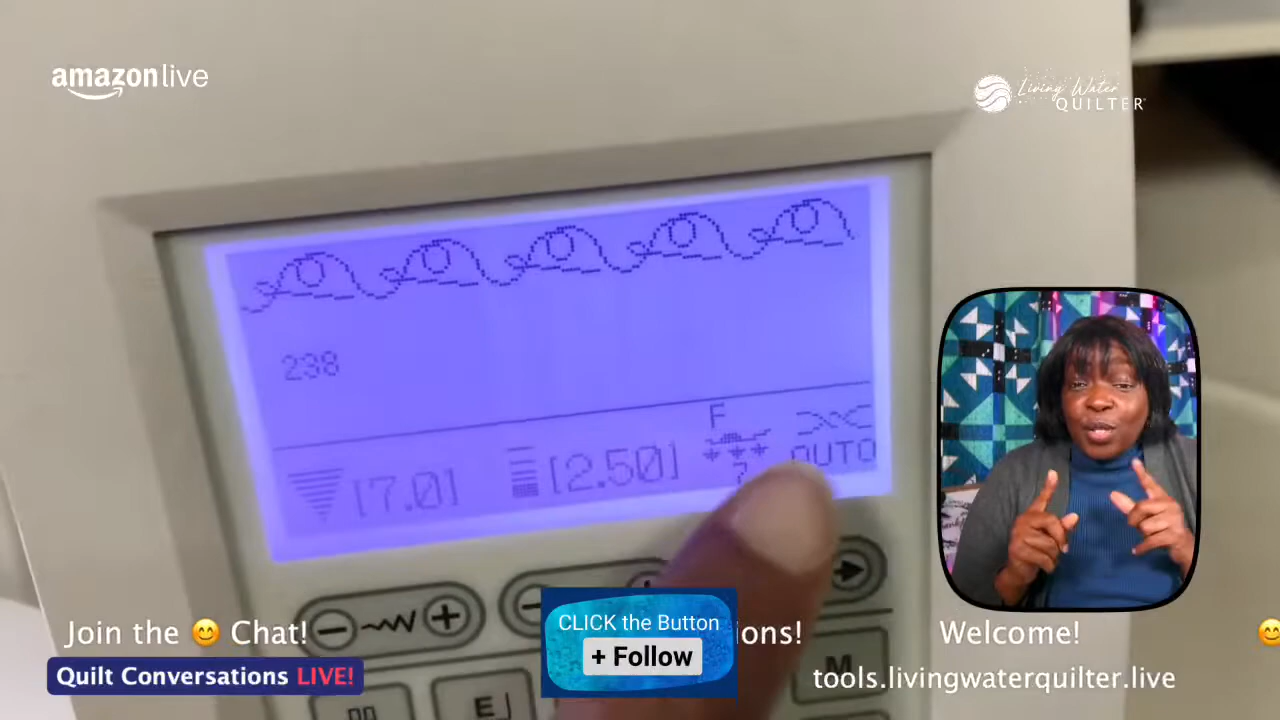 amazon live
Living Water
QUILTER
238
[7.0]
[2.50]
F
AUTO
CLICK the Button
+ Follow
Join the 😊 Chat!
ions!
Welcome!
Quilt Conversations LIVE!
tools.livingwaterquilter.live
M
E